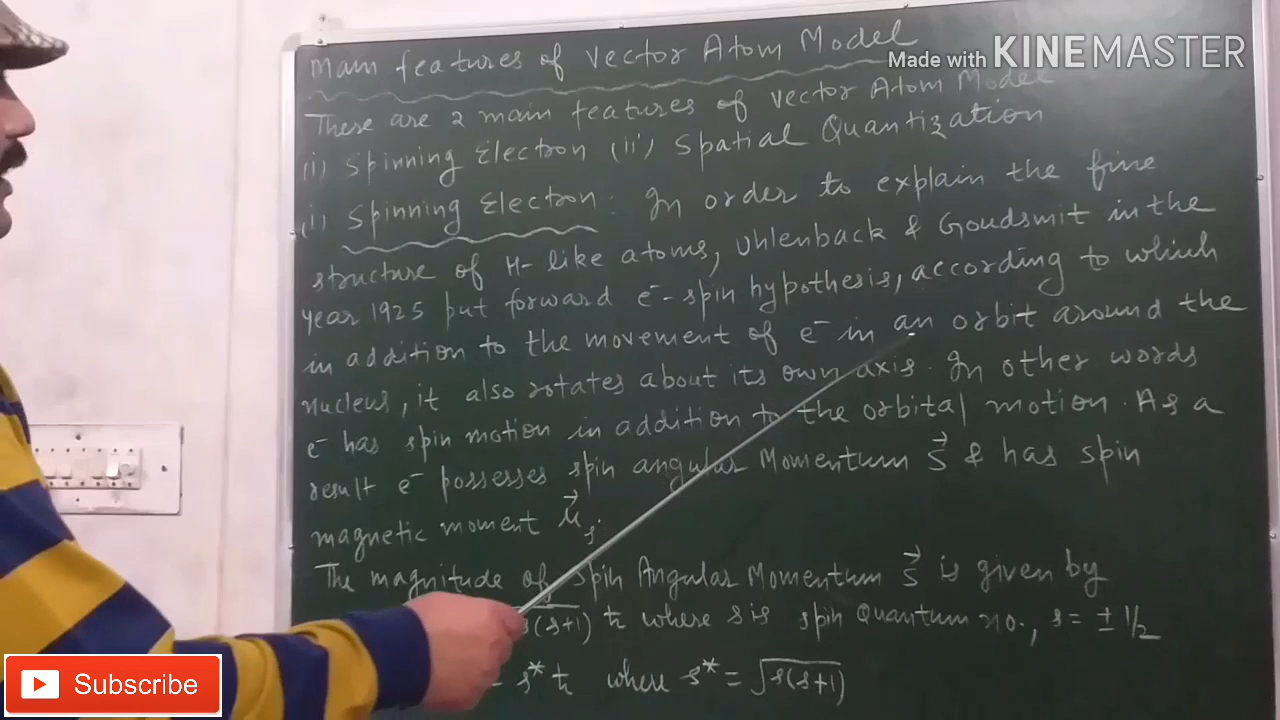 Main features of Vector Atom Model
Made with KINEMASTER
There are 2 main features of Vector Atom Model
(i) Spinning Electron (ii) Spatial Quantization
(i) Spinning Electron: In order to explain the fine
structure of H-like atoms, Uhlenback & Goudsmit in the
year 1925 put forward e⁻-spin hypothesis, according to which
in addition to the movement of e⁻ in an orbit around the
nucleus, it also rotates about its own axis. In other words
e⁻ has spin motion in addition to the orbital motion. As a
result e⁻ possesses spin angular Momentum S⃗ & has spin
magnetic moment μ⃗s.
The magnitude of Spin Angular Momentum S⃗ is given by
s(s+1) ħ where s is spin Quantum no., s = ± 1/2
= s*ħ where s* = √s(s+1)
Subscribe